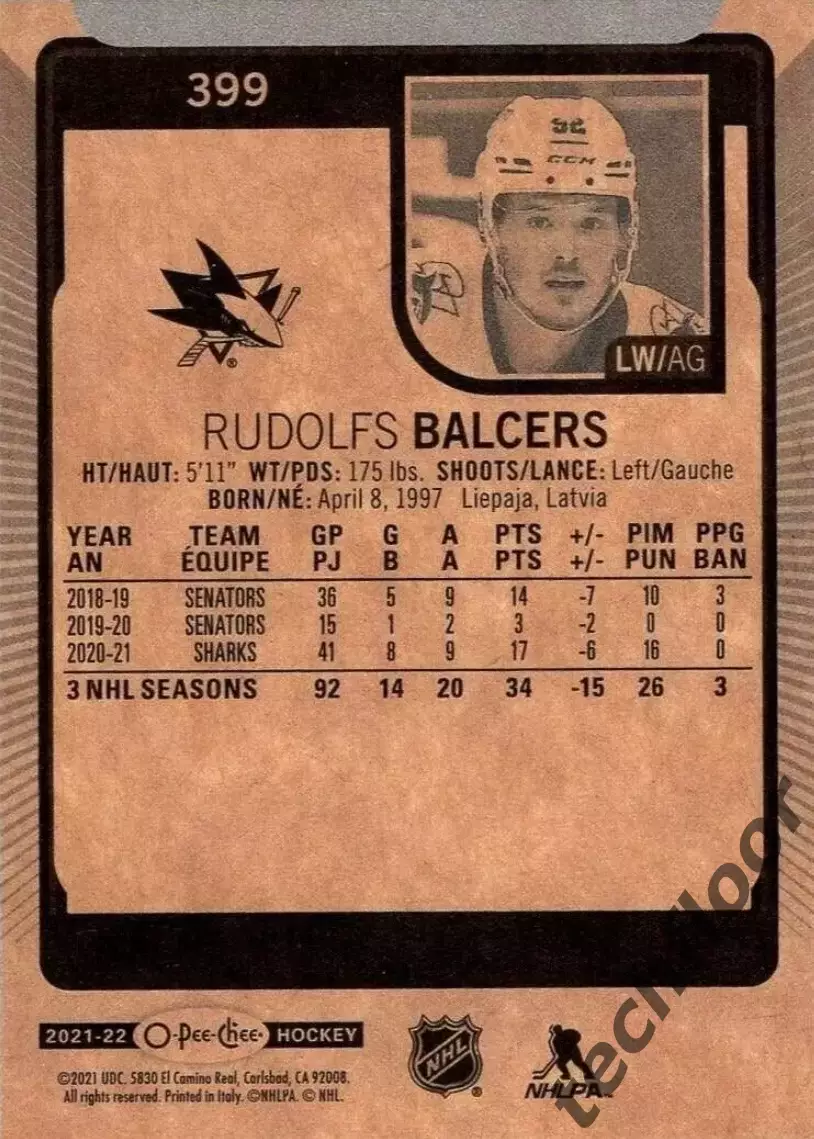 399
92
CCM
LW/AG
®
RUDOLFS BALCERS
HT/HAUT: 5'11" WT/PDS: 175 lbs. SHOOTS/LANCE: Left/Gauche
BORN/NÉ: April 8, 1997 Liepaja, Latvia
YEAR TEAM GP G A PTS +/- PIM PPG
AN ÉQUIPE PJ B A PTS +/- PUN BAN
2018-19 SENATORS 36 5 9 14 -7 10 3
2019-20 SENATORS 15 1 2 3 -2 0 0
2020-21 SHARKS 41 8 9 17 -6 16 0
3 NHL SEASONS 92 14 20 34 -15 26 3
2021-22 O-Pee-Chee HOCKEY
NHL ®
NHLPA
©2021 UDC. 5830 El Camino Real, Carlsbad, CA 92008.
All rights reserved. Printed in Italy. ©NHLPA. © NHL.
techfloor